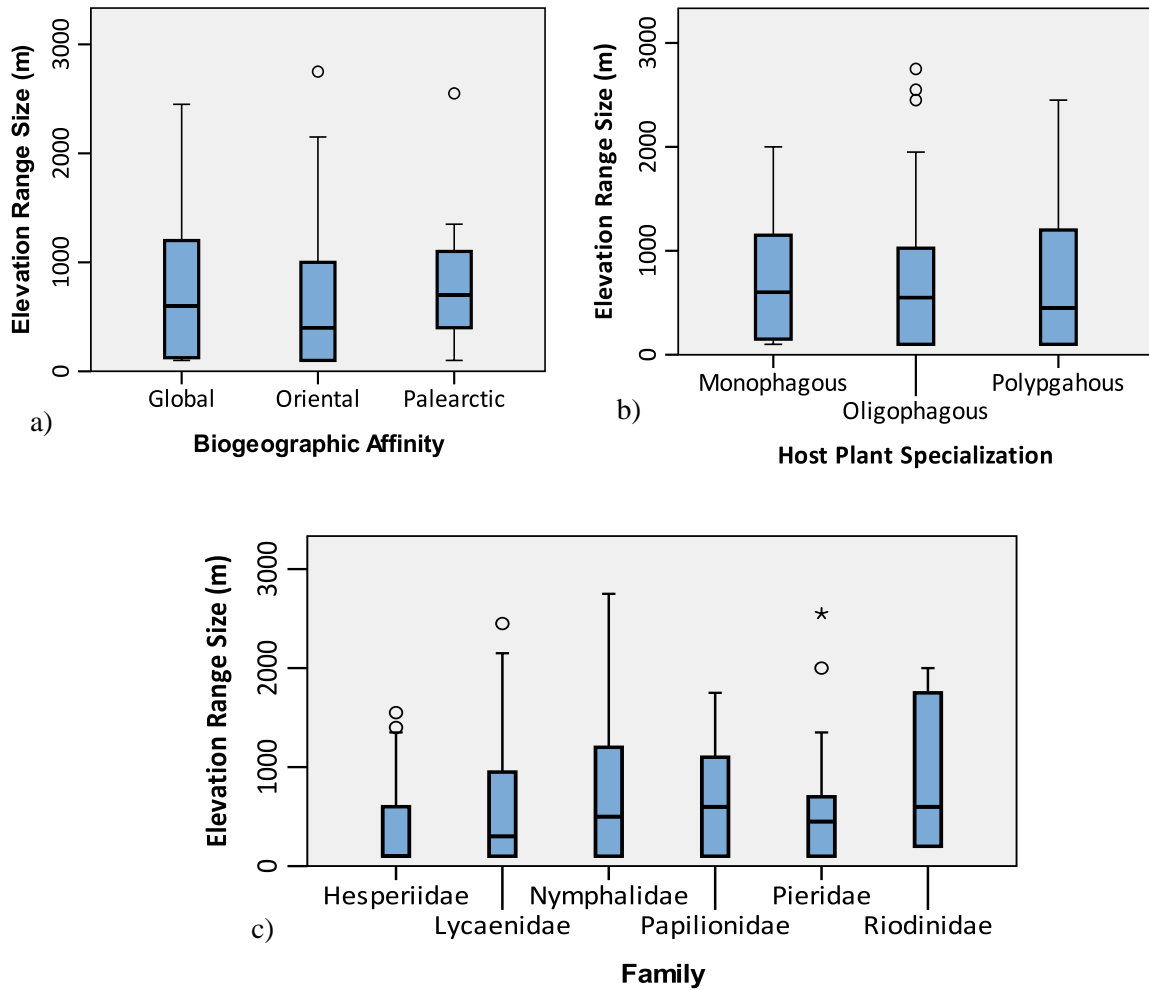 Elevation Range Size (m)
3000
2000
1000
0
Global Oriental Palearctic
a)
Biogeographic Affinity
Elevation Range Size (m)
3000
2000
1000
0
Monophagous Polypgahous
Oligophagous
b)
Host Plant Specialization
Elevation Range Size (m)
3000
2000
1000
0
Hesperiidae Nymphalidae Pieridae
Lycaenidae Papilionidae Riodinidae
c)
Family